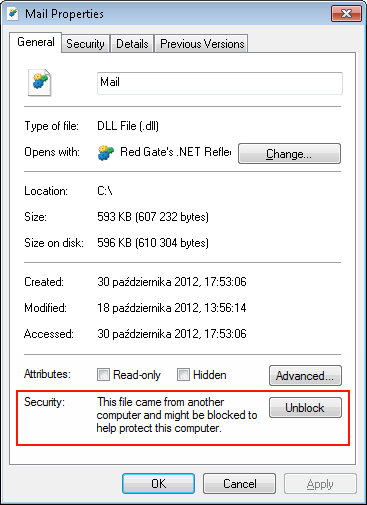 Mail Properties
General Security Details Previous Versions
Mail
Type of file: DLL File (.dll)
Opens with: Red Gate's .NET Refle Change...
Location: C:\
Size: 593 KB (607 232 bytes)
Size on disk: 596 KB (610 304 bytes)
Created: 30 października 2012, 17:53:06
Modified: 18 października 2012, 13:56:14
Accessed: 30 października 2012, 17:53:06
Attributes: Read-only Hidden Advanced...
Security: This file came from another
computer and might be blocked to
help protect this computer.
Unblock
OK Cancel Apply